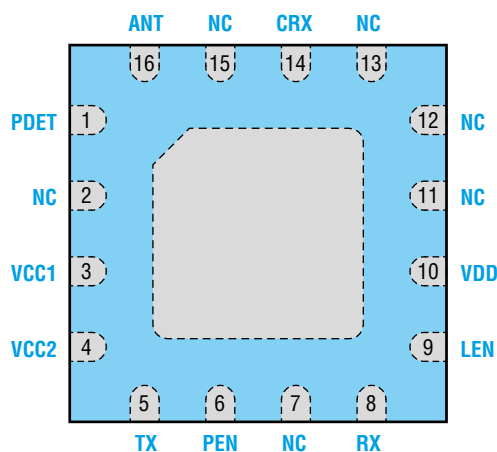 ANT NC CRX NC
16 15 14 13
PDET 1 12 NC
NC 2 11 NC
VCC1 3 10 VDD
VCC2 4 9 LEN
5 6 7 8
TX PEN NC RX